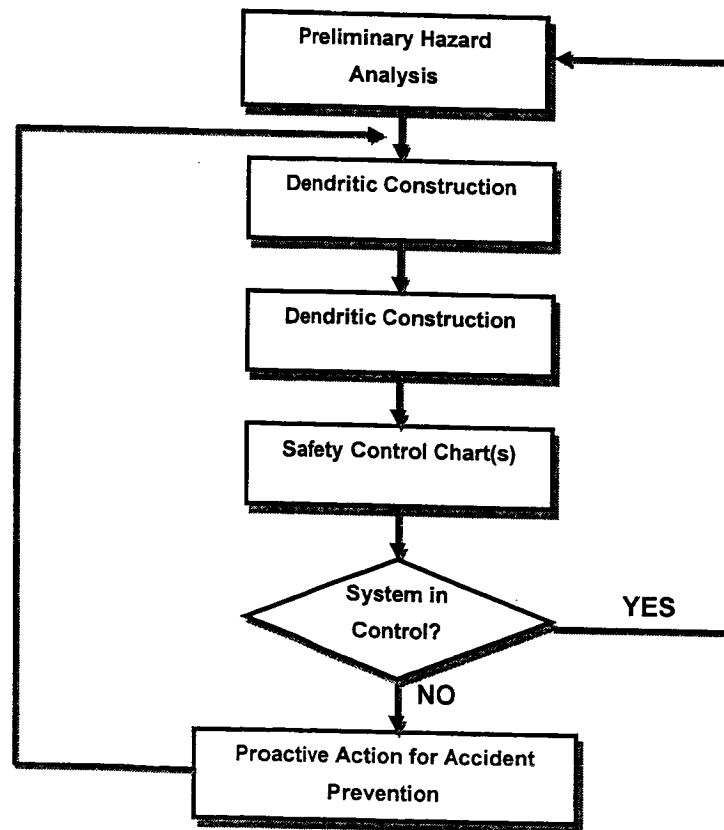 Preliminary Hazard
Analysis
Dendritic Construction
Dendritic Construction
Safety Control Chart(s)
System in
Control?
YES
NO
Proactive Action for Accident
Prevention